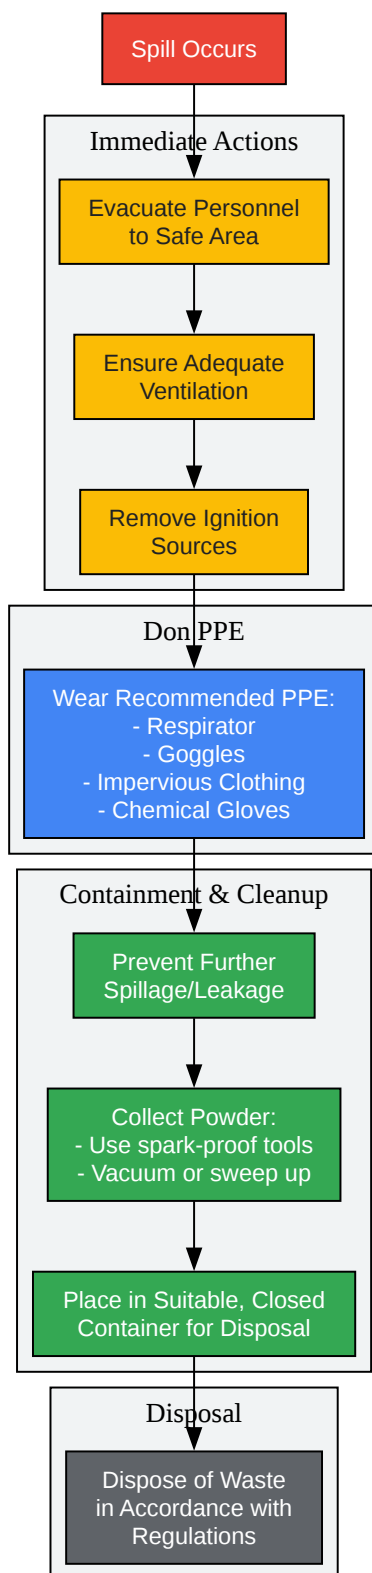 Spill Occurs
Immediate Actions
Evacuate Personnel
to Safe Area
Ensure Adequate
Ventilation
Remove Ignition
Sources
Don PPE
Wear Recommended PPE:
- Respirator
- Goggles
- Impervious Clothing
- Chemical Gloves
Containment & Cleanup
Prevent Further
Spillage/Leakage
Collect Powder:
- Use spark-proof tools
- Vacuum or sweep up
Place in Suitable, Closed
Container for Disposal
Disposal
Dispose of Waste
in Accordance with
Regulations